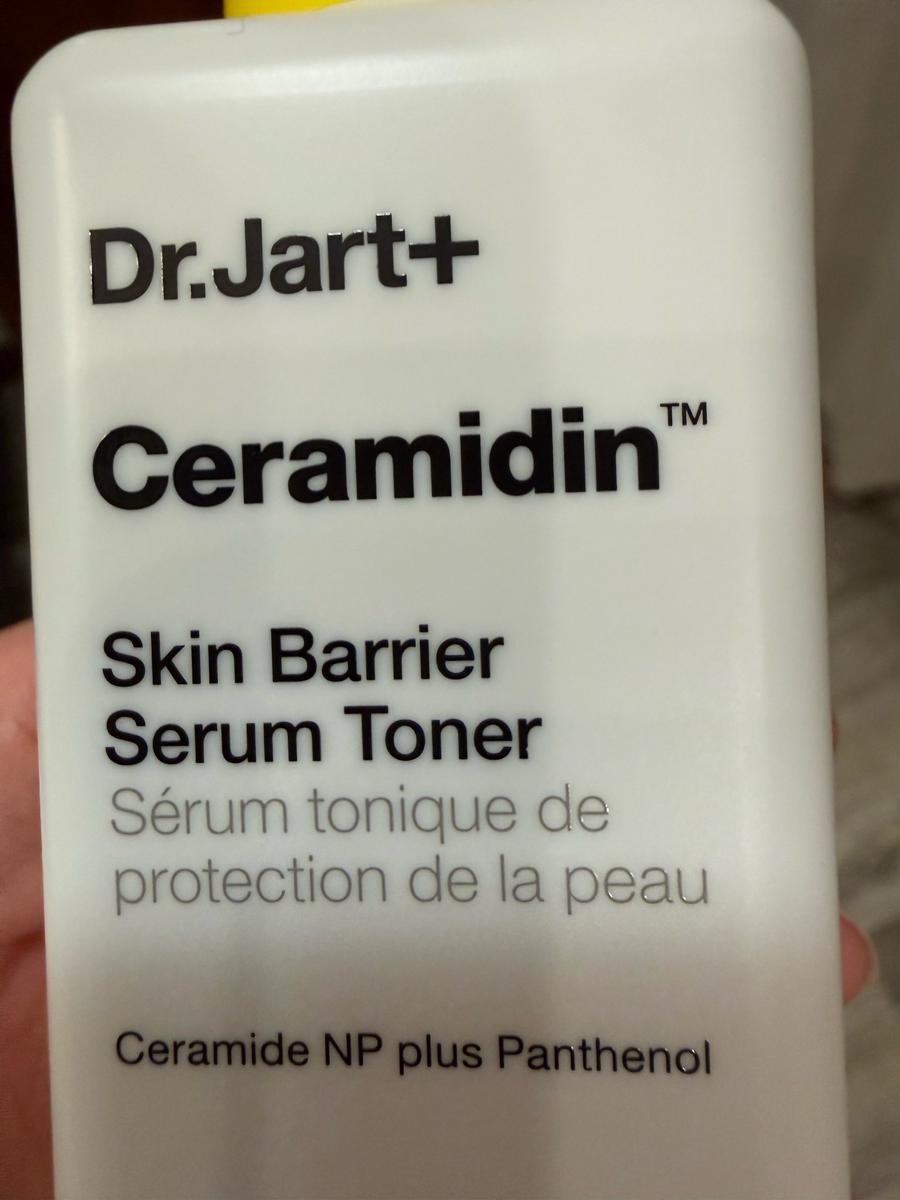 Dr.Jart+
Ceramidin™
Skin Barrier
Serum Toner
Sérum tonique de
protection de la peau
Ceramide NP plus Panthenol